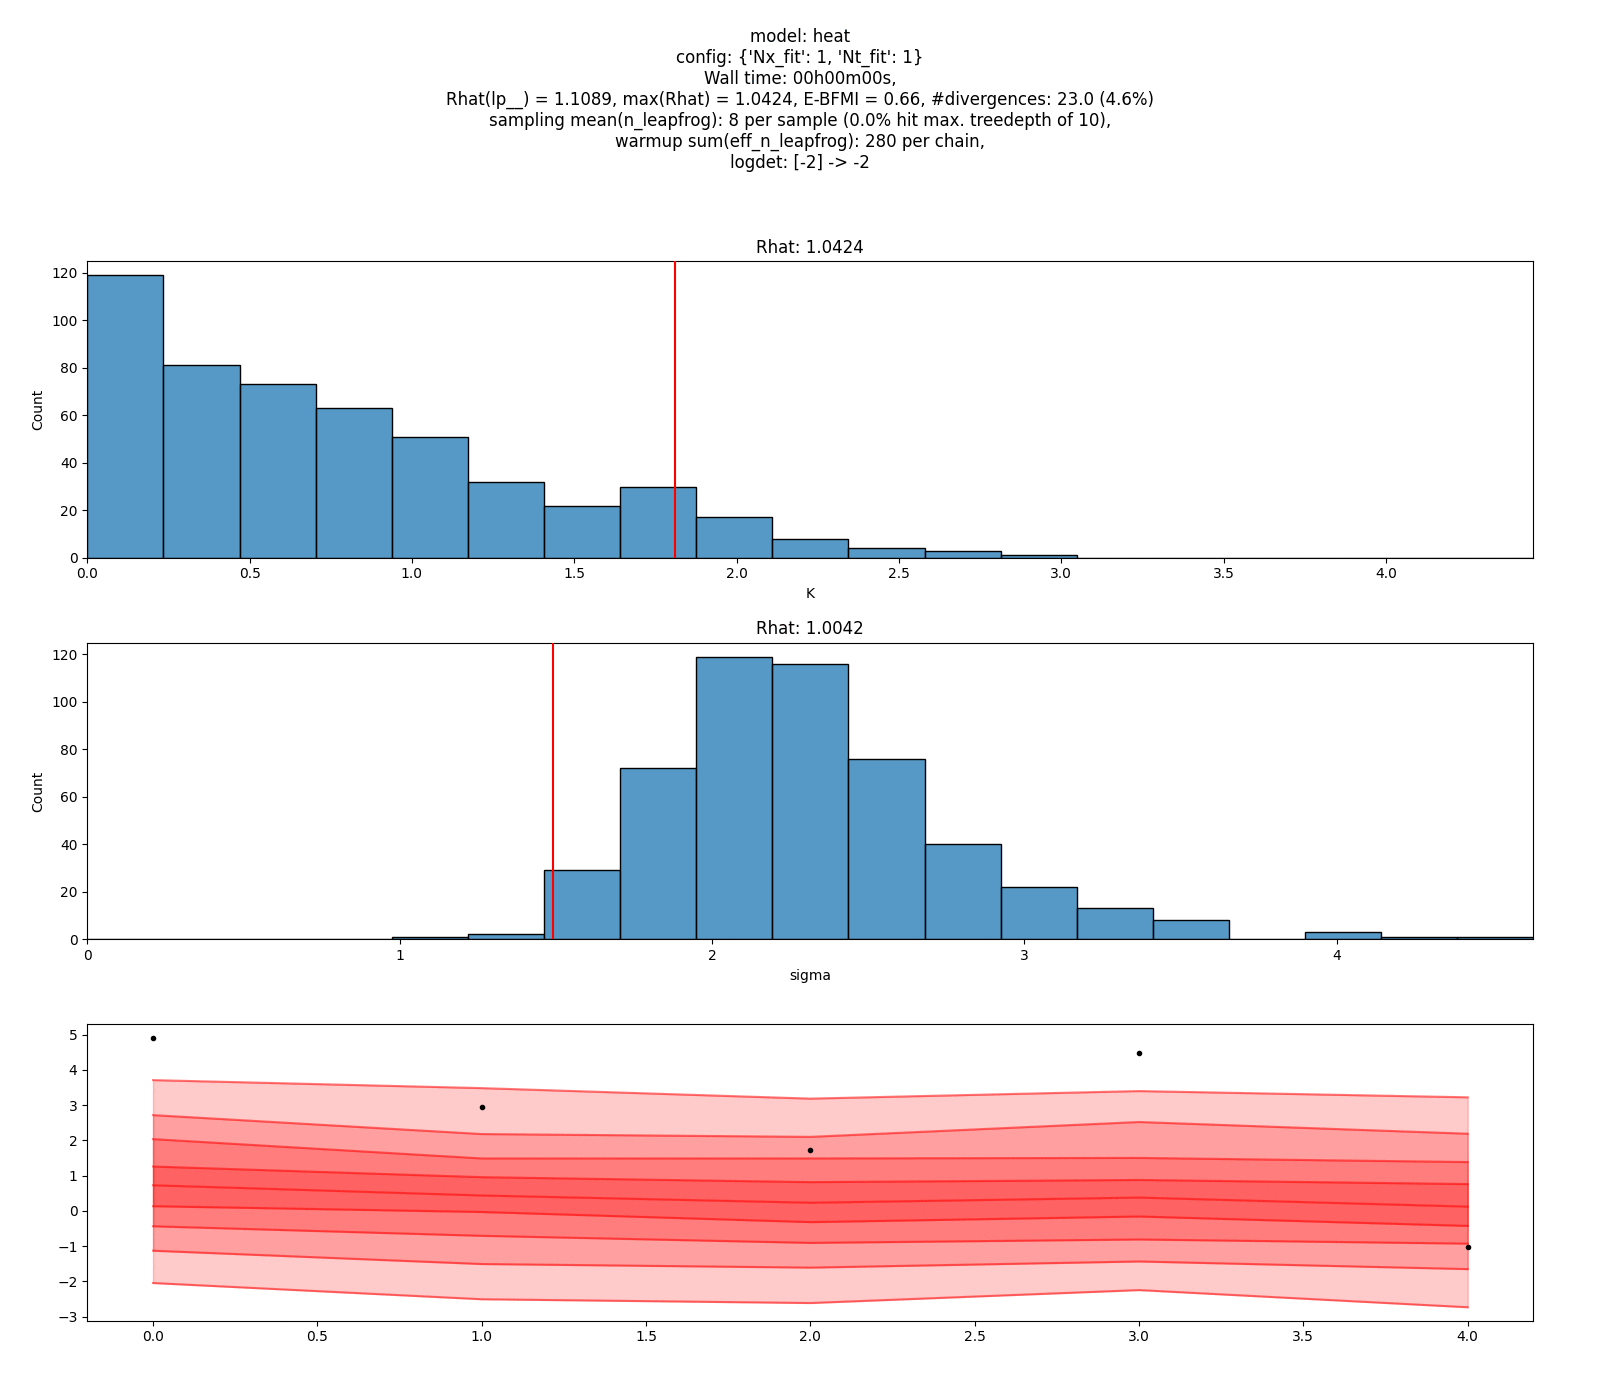 model: heat
config: {'Nx_fit': 1, 'Nt_fit': 1}
Wall time: 00h00m00s,
Rhat(lp__) = 1.1089, max(Rhat) = 1.0424, E-BFMI = 0.66, #divergences: 23.0 (4.6%)
sampling mean(n_leapfrog): 8 per sample (0.0% hit max. treedepth of 10),
warmup sum(eff_n_leapfrog): 280 per chain,
logdet: [-2] -> -2
Rhat: 1.0424
120
100
80
60
40
20
0
Count
0.0 0.5 1.0 1.5 2.0 2.5 3.0 3.5 4.0
K
Rhat: 1.0042
120
100
80
60
40
20
0
Count
0 1 2 3 4
sigma
5
4
3
2
1
0
−1
−2
−3
0.0 0.5 1.0 1.5 2.0 2.5 3.0 3.5 4.0